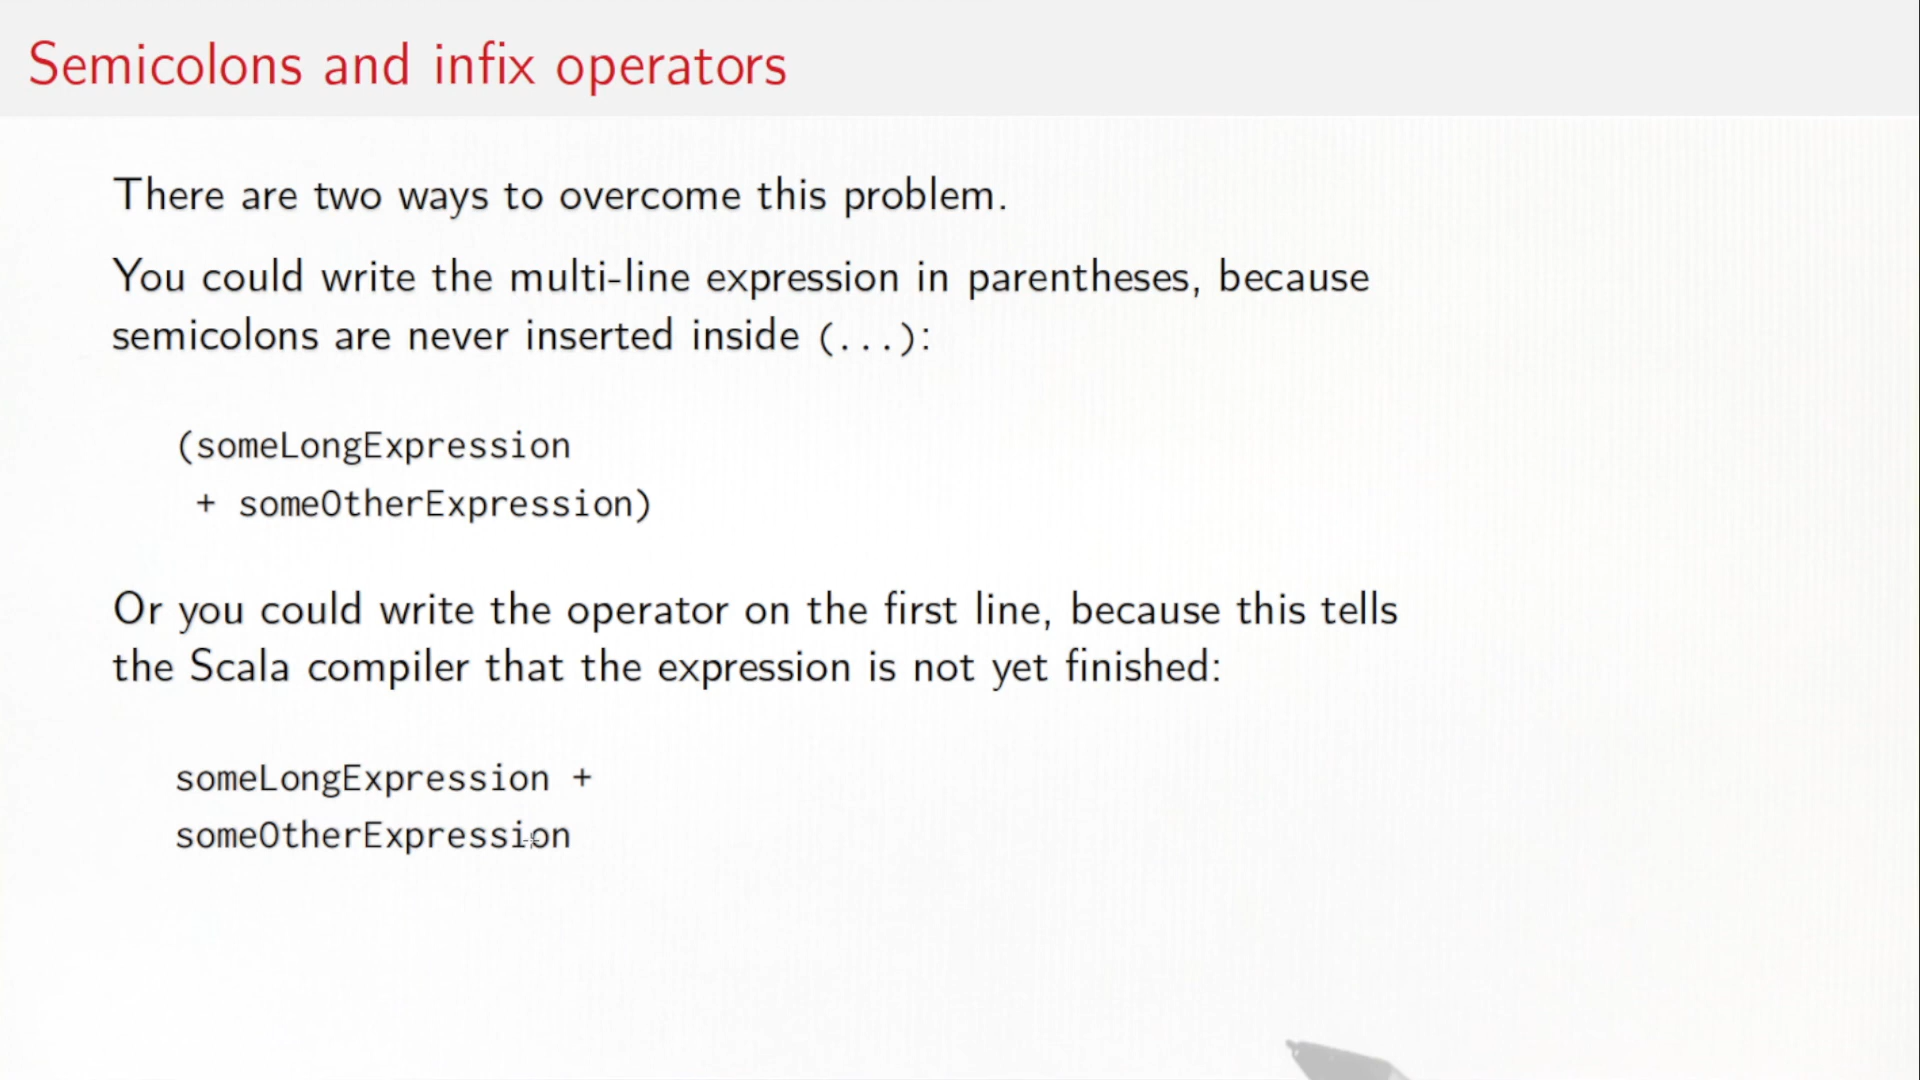 Semicolons and infix operators
There are two ways to overcome this problem.
You could write the multi-line expression in parentheses, because
semicolons are never inserted inside (...):
(someLongExpression
+ someOtherExpression)
Or you could write the operator on the first line, because this tells
the Scala compiler that the expression is not yet finished:
someLongExpression +
someOtherExpression